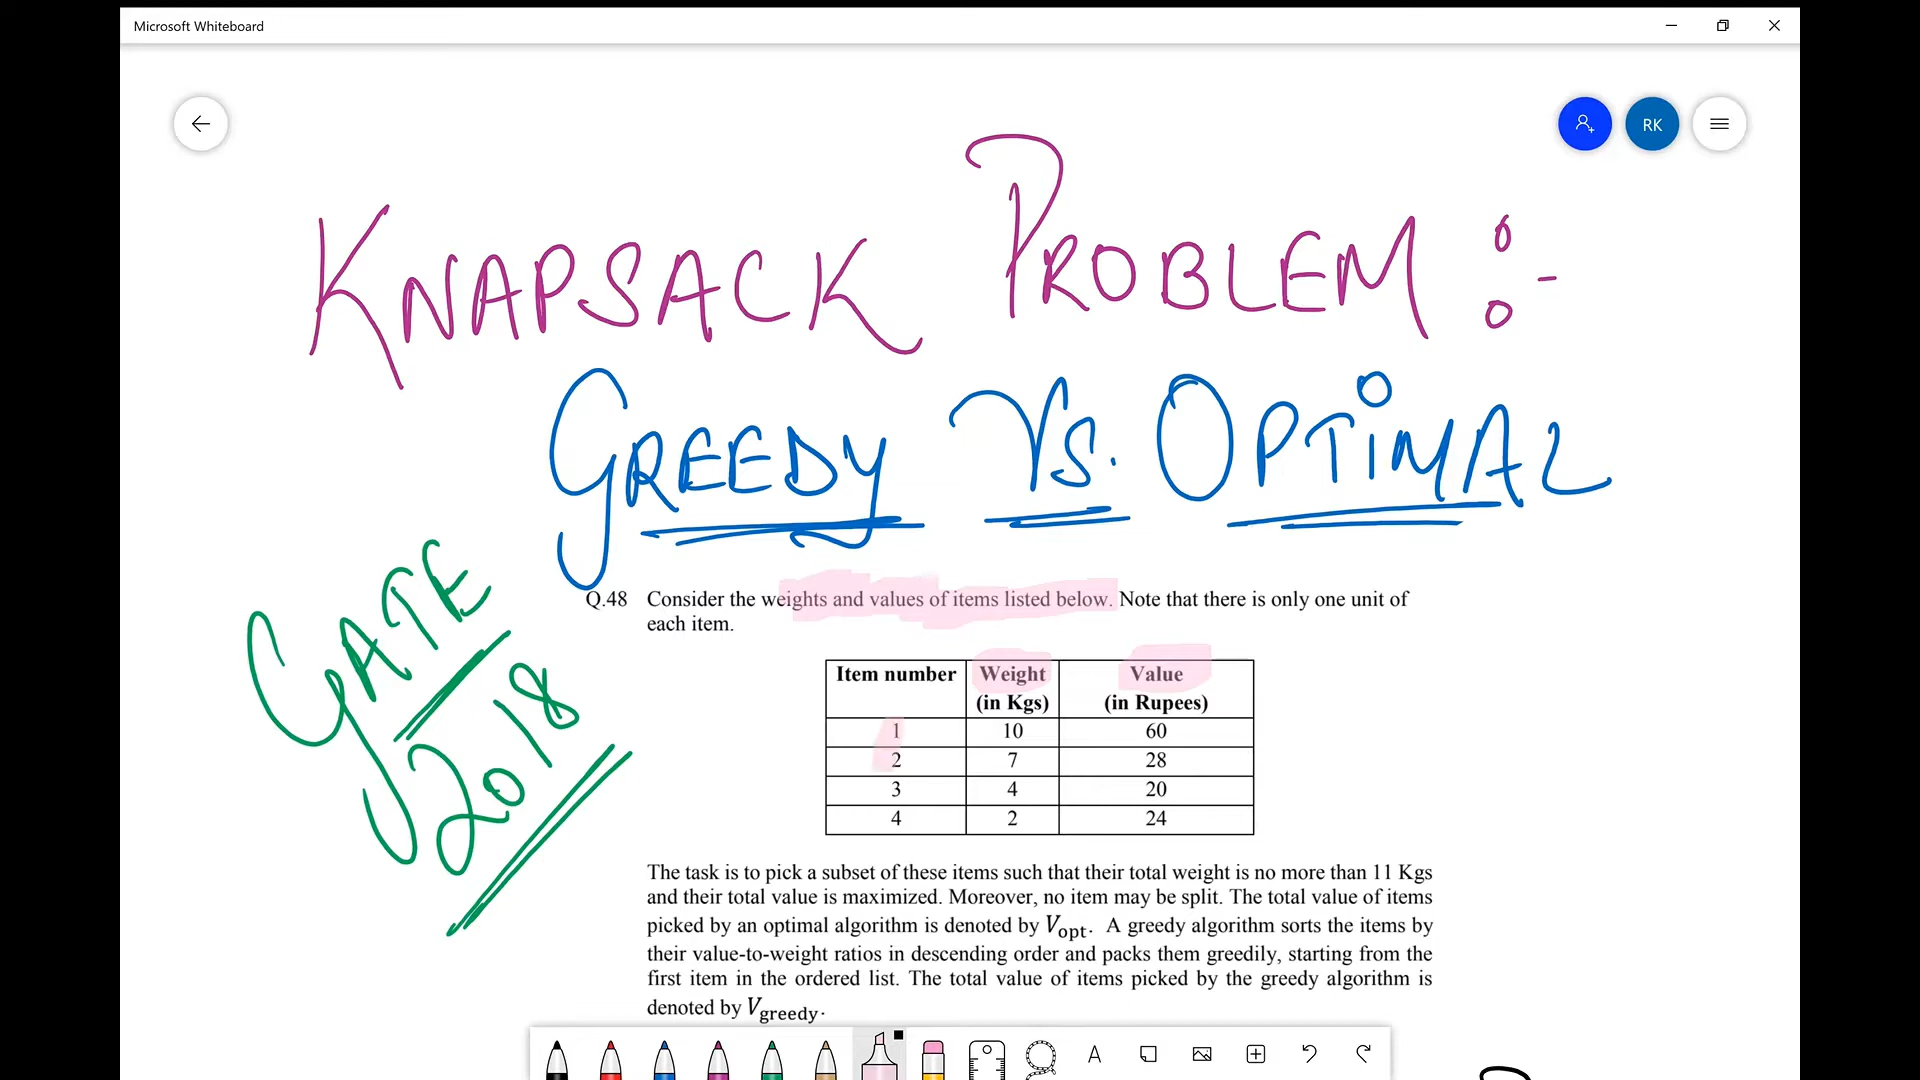 Microsoft Whiteboard
RK
KNAPSACK PROBLEM :-
GREEDY Vs. OPTIMAL
GATE
2018
Q.48 Consider the weights and values of items listed below. Note that there is only one unit of
each item.
Item number Weight (in Kgs) Value (in Rupees)
1 10 60
2 7 28
3 4 20
4 2 24
The task is to pick a subset of these items such that their total weight is no more than 11 Kgs
and their total value is maximized. Moreover, no item may be split. The total value of items
picked by an optimal algorithm is denoted by Vopt. A greedy algorithm sorts the items by
their value-to-weight ratios in descending order and packs them greedily, starting from the
first item in the ordered list. The total value of items picked by the greedy algorithm is
denoted by Vgreedy.
A